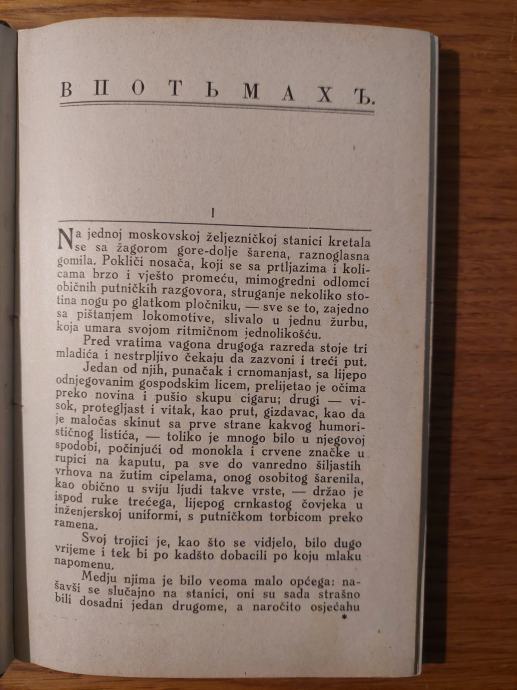 ВПОТЬМАХЪ.
I
Na jednoj moskovskoj željezničkoj stanici kretala
se sa žagorom gore-dolje šarena, raznoglasna
gomila. Pokliči nosača, koji se sa prtljazima i koli-
cama brzo i vješto promeću, mimogredni odlomci
običnih putničkih razgovora, struganje nekoliko sto-
tina nogu po glatkom pločniku, — sve se to, zajedno
sa pištanjem lokomotive, slivalo u jednu žurbu,
koja umara svojom ritmičnom jednolikošću.
Pred vratima vagona drugoga razreda stoje tri
mladića i nestrpljivo čekaju da zazvoni i treći put.
Jedan od njih, punačak i crnomanjast, sa lijepo
odnjegovanim gospodskim licem, prelijetao je očima
preko novina i pušio skupu cigaru; drugi — vi-
sok, protegljast i vitak, kao prut, gizdavac, kao da
je maločas skinut sa prve strane kakvog humori-
stičnog listića, — toliko je mnogo bilo u njegovoj
spodobi, počinjući od monokla i crvene značke u
rupici na kaputu, pa sve do vanredno šiljastih
vrhova na žutim cipelama, onog osobitog šarenila,
kao obično u sviju ljudi takve vrste, — držao je
ispod ruke trećega, lijepog crnkastog čovjeka u
inženjerskoj uniformi, s putničkom torbicom preko
ramena.
Svoj trojici je, kao što se vidjelo, bilo dugo
vrijeme i tek bi po kadšto dobacili po koju mlaku
napomenu.
Medju njima je bilo veoma malo općega: na-
šavši se slučajno na stanici, oni su sada strašno
bili dosadni jedan drugome, a naročito osjećahu
*